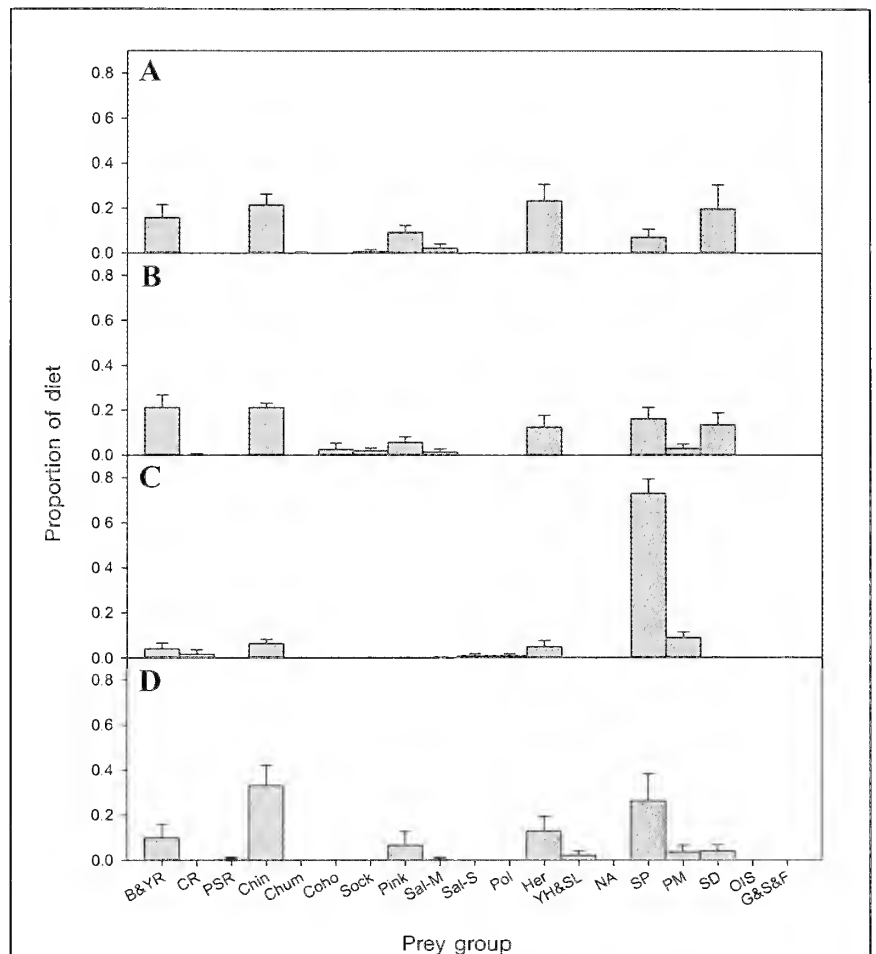 A
0.8
0.6
0.4
0.2
0.0
B
0.8
0.6
0.4
0.2
0.0
C
0.8
0 6
0 4
0.2
0.0
D
0.8
0 6
0.4
0.2
0.0
Proportion of diet
B&YR CR PSR Chin Chum Coho Sock Pink Sal-M Sal-S Pol Her YH&SL NA SP PM SD OIS G&S&F
Prey group